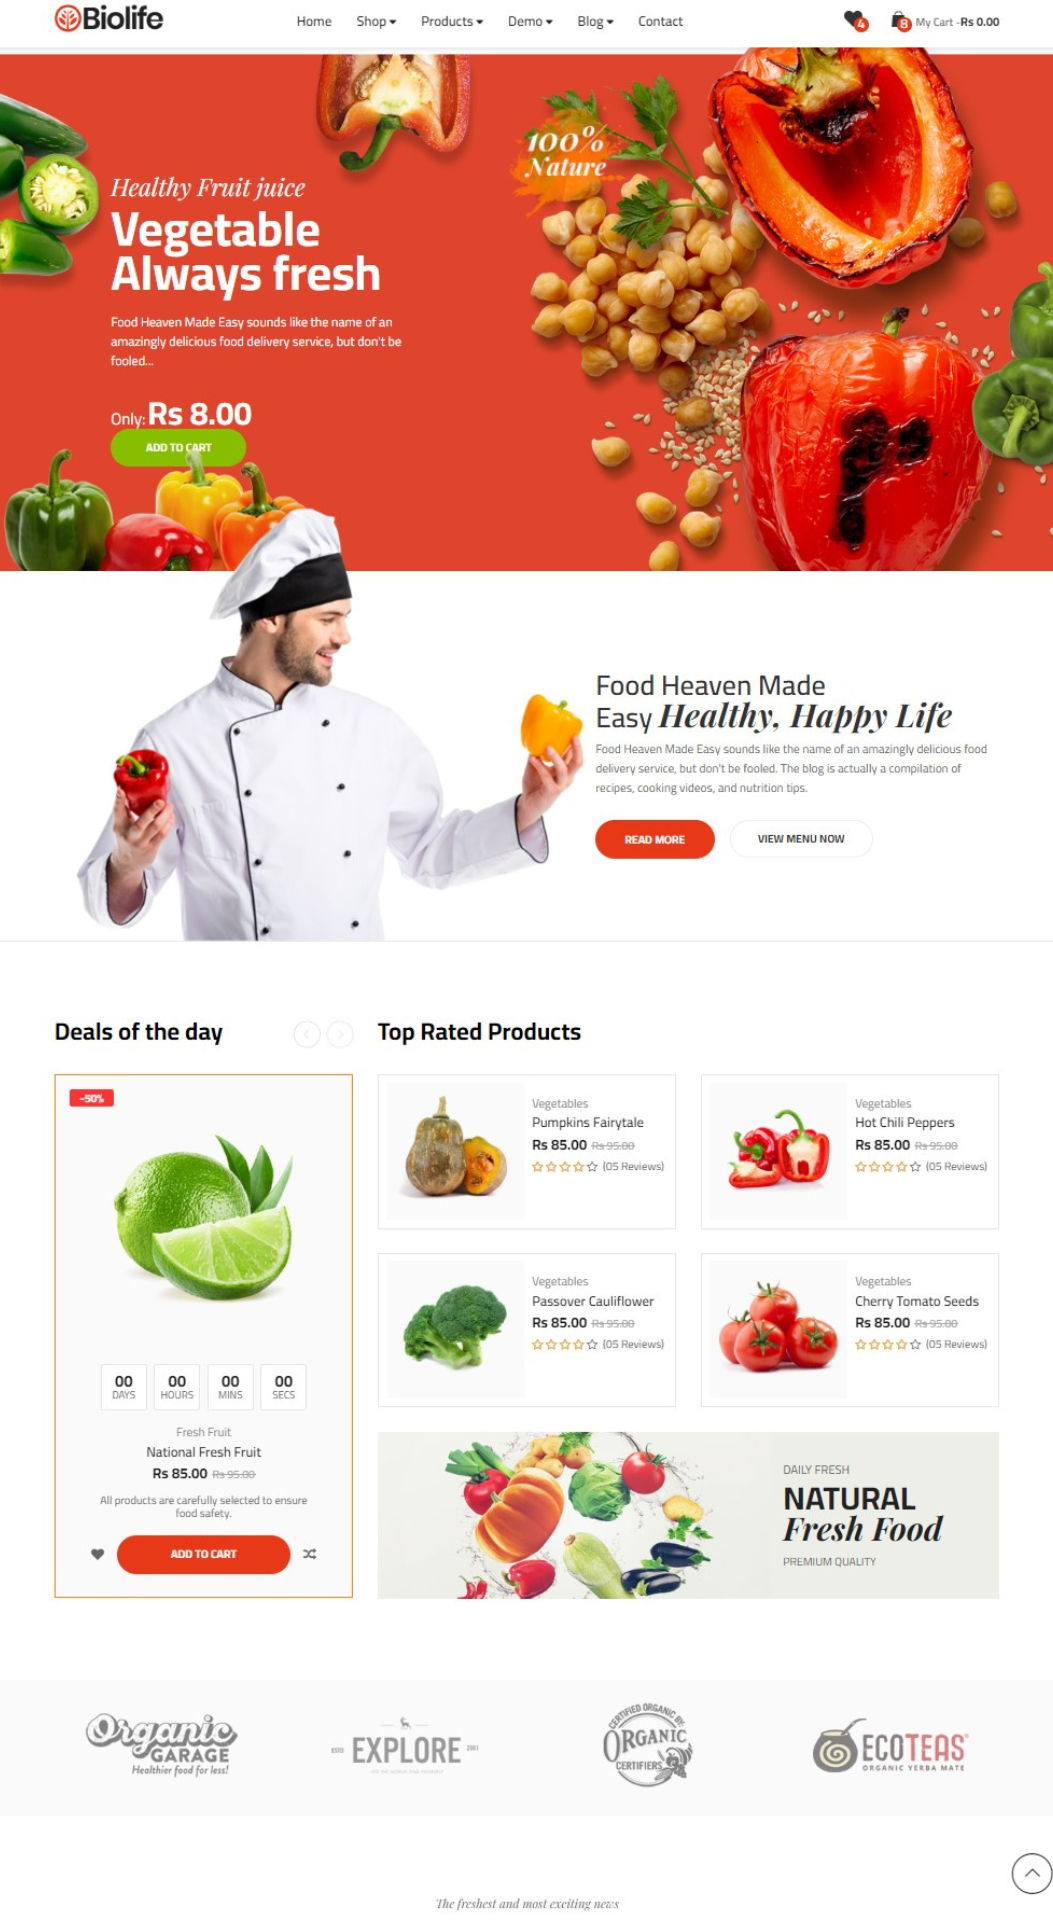 Biolife
Home Shop Products Demo Blog Contact
4
8 My Cart -Rs 0.00
100%
Nature
Healthy Fruit juice
Vegetable
Always fresh
Food Heaven Made Easy sounds like the name of an
amazingly delicious food delivery service, but don't be
fooled...
Only: Rs 8.00
ADD TO CART
Food Heaven Made
Easy Healthy, Happy Life
Food Heaven Made Easy sounds like the name of an amazingly delicious food
delivery service, but don't be fooled. The blog is actually a compilation of
recipes, cooking videos, and nutrition tips.
READ MORE
VIEW MENU NOW
Deals of the day
-50%
00 00 00 00
DAYS HOURS MINS SECS
Fresh Fruit
National Fresh Fruit
Rs 85.00 Rs 95.00
All products are carefully selected to ensure
food safety.
ADD TO CART
Top Rated Products
Vegetables
Pumpkins Fairytale
Rs 85.00 Rs 95.00
(05 Reviews)
Vegetables
Hot Chili Peppers
Rs 85.00 Rs 95.00
(05 Reviews)
Vegetables
Passover Cauliflower
Rs 85.00 Rs 95.00
(05 Reviews)
Vegetables
Cherry Tomato Seeds
Rs 85.00 Rs 95.00
(05 Reviews)
DAILY FRESH
NATURAL
Fresh Food
PREMIUM QUALITY
Organic
GARAGE
Healthier food for less!
ESTD EXPLORE
CERTIFIED ORGANIC BY:
ORGANIC
CERTIFIERS
ECOTEAS
ORGANIC YERBA MATE
The freshest and most exciting news